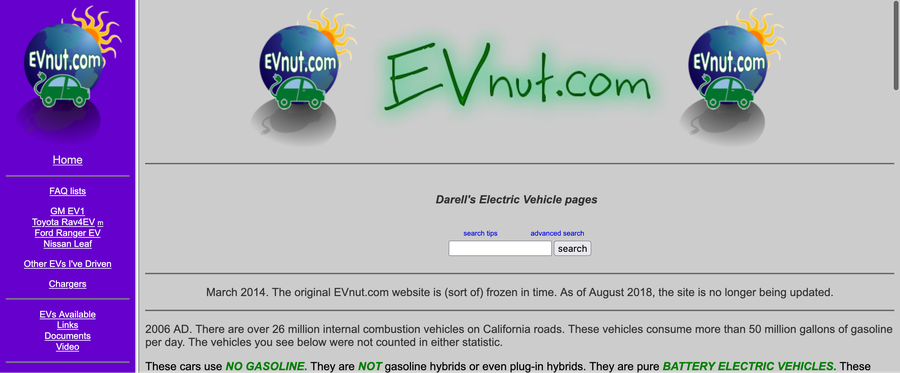 EVnut.com
EVnut.com
EVnut.com
EVnut.com
Home
FAQ lists
GM EV1
Toyota Rav4EV m
Ford Ranger EV
Nissan Leaf
Other EVs I've Driven
Chargers
EVs Available
Links
Documents
Video
Darell's Electric Vehicle pages
search tips advanced search
search
March 2014. The original EVnut.com website is (sort of) frozen in time. As of August 2018, the site is no longer being updated.
2006 AD. There are over 26 million internal combustion vehicles on California roads. These vehicles consume more than 50 million gallons of gasoline
per day. The vehicles you see below were not counted in either statistic.
These cars use NO GASOLINE. They are NOT gasoline hybrids or even plug-in hybrids. They are pure BATTERY ELECTRIC VEHICLES. These